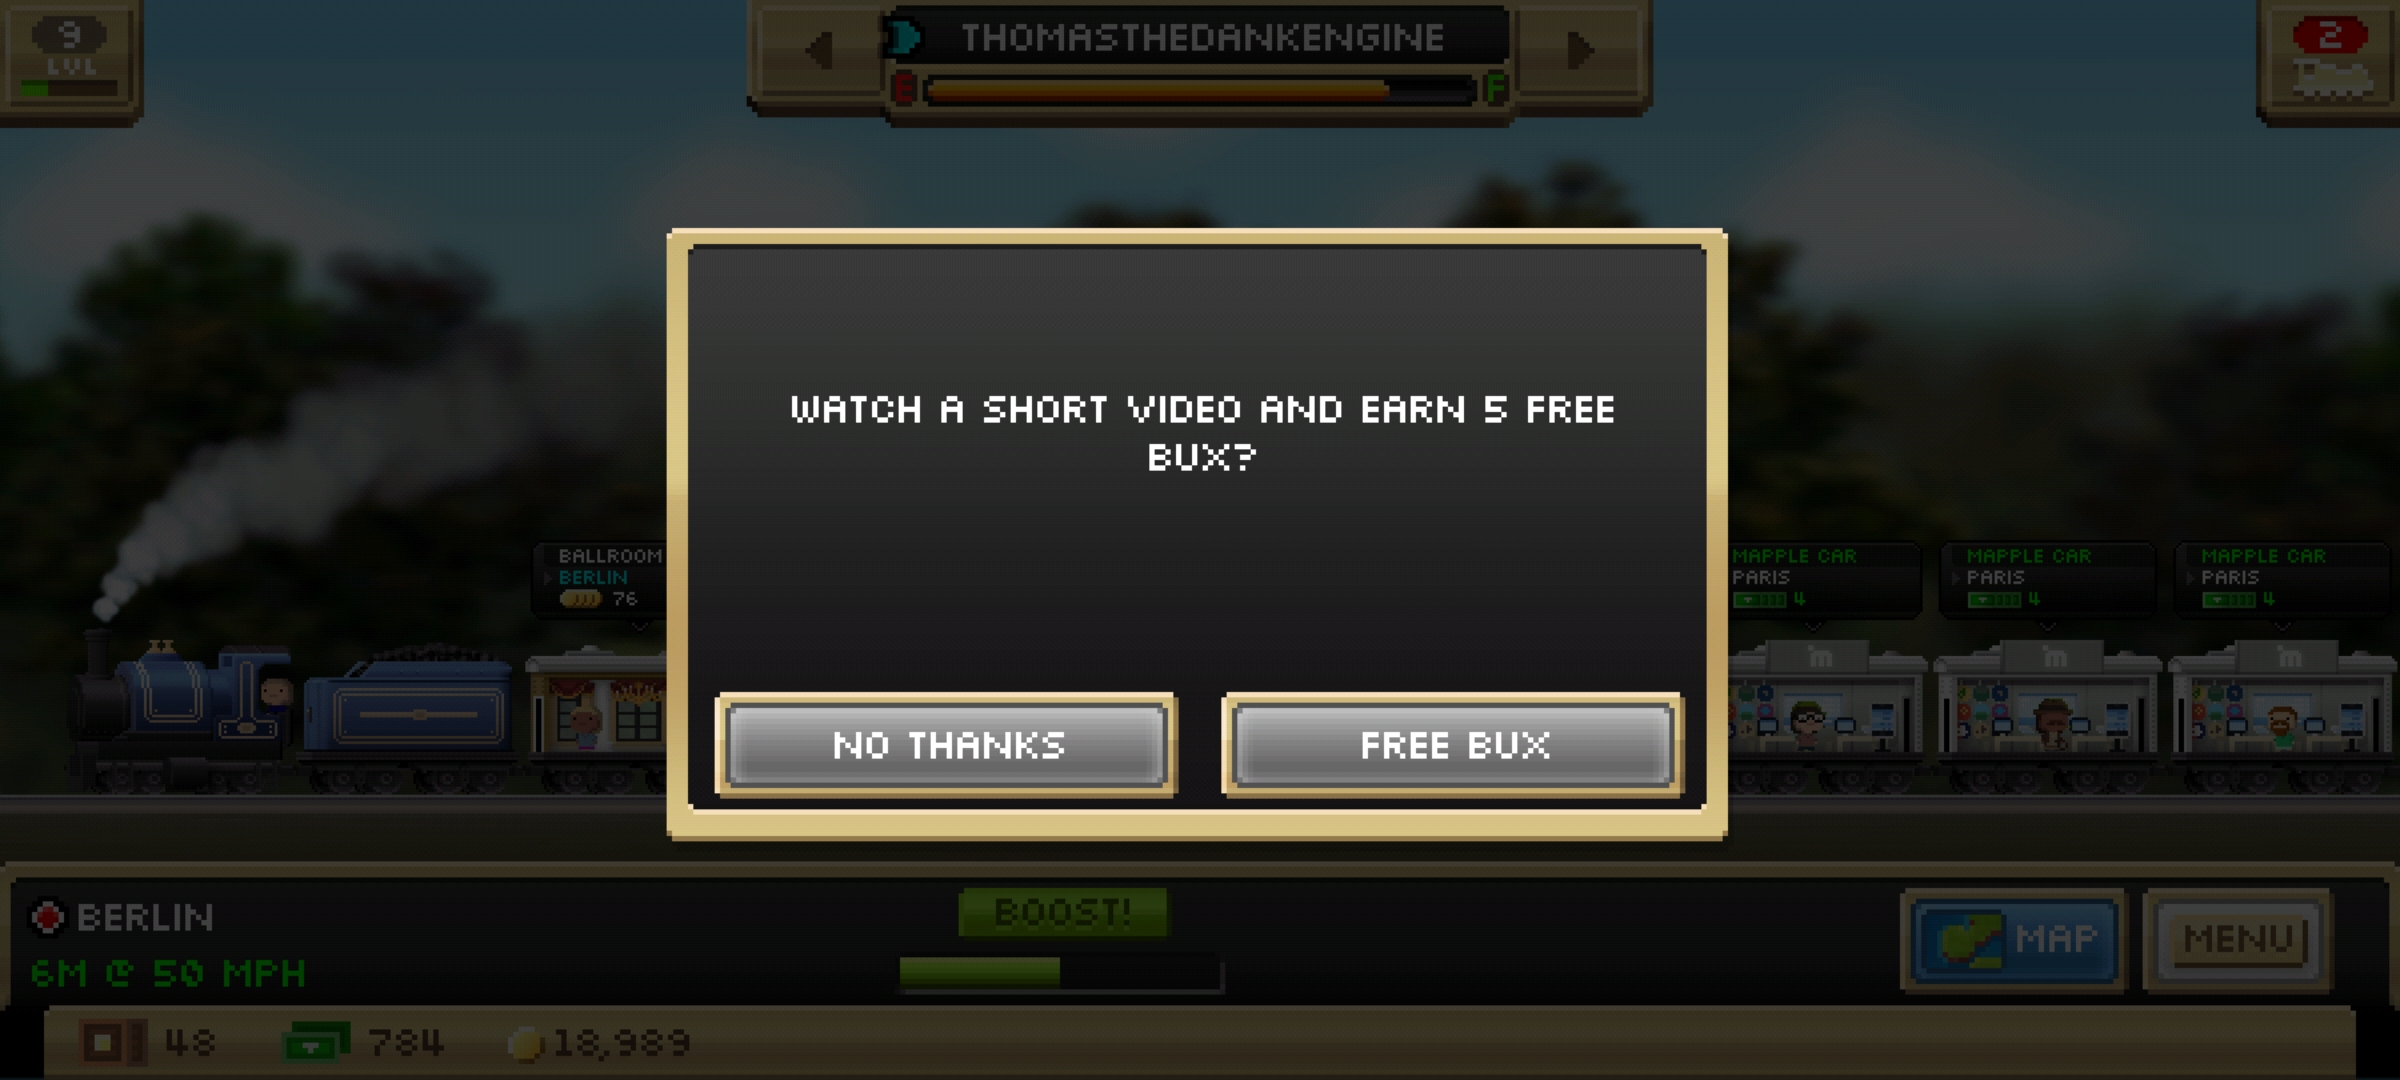 9
LVL
THOMASTHEDANKENGINE
E F
2
WATCH A SHORT VIDEO AND EARN 5 FREE
BUX?
NO THANKS
FREE BUX
BALLROOM
BERLIN
76
MAPPLE CAR
PARIS
4
MAPPLE CAR
PARIS
4
MAPPLE CAR
PARIS
4
m
m
m
BERLIN
6M @ 50 MPH
BOOST!
MAP
MENU
48
784
18,989